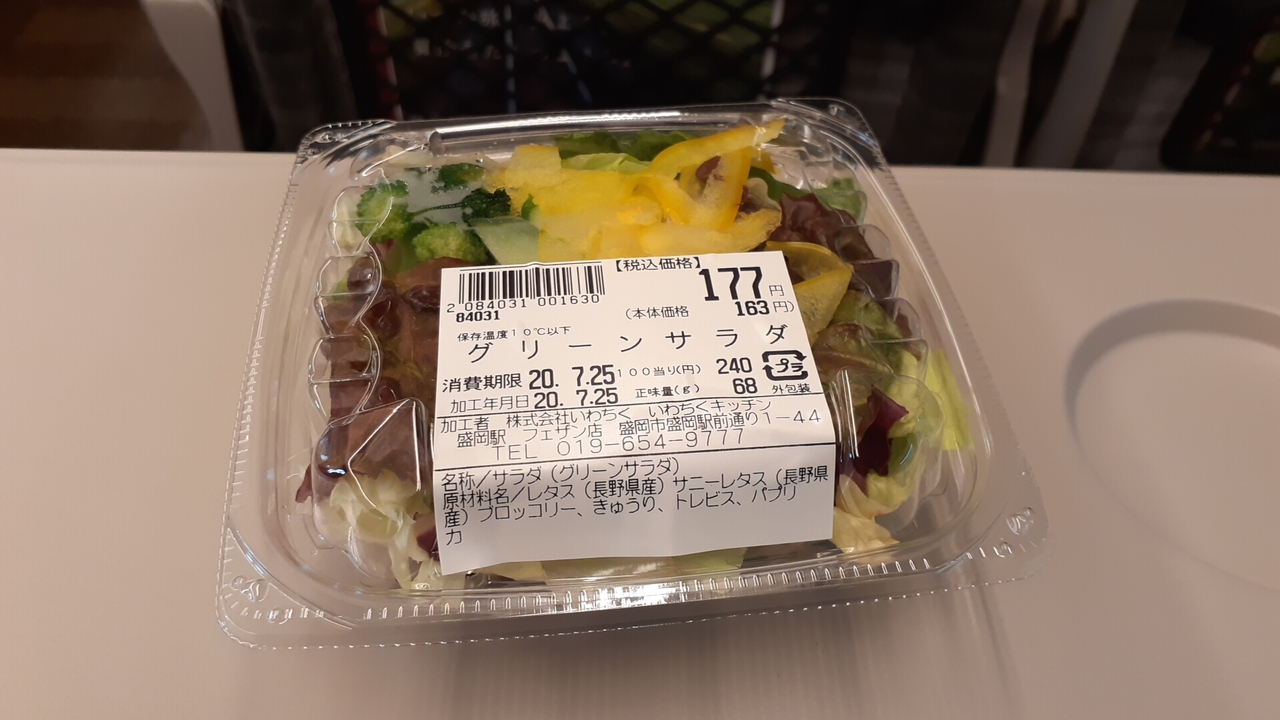 【税込価格】
177円
2 084031 001630
84031
(本体価格 163円)
保存温度10℃以下
グリーンサラダ
消費期限 20. 7.25 100当り(円) 240
加工年月日 20. 7.25 正味量(g) 68
プラ
外包装
加工者 株式会社いわちく いわちくキッチン
盛岡駅 フェザン店 盛岡市盛岡駅前通り1-44
TEL 019-654-9777
名称/サラダ(グリーンサラダ)
原材料名/レタス(長野県産)サニーレタス(長野県
産)ブロッコリー、きゅうり、トレビス、パプリ
カ